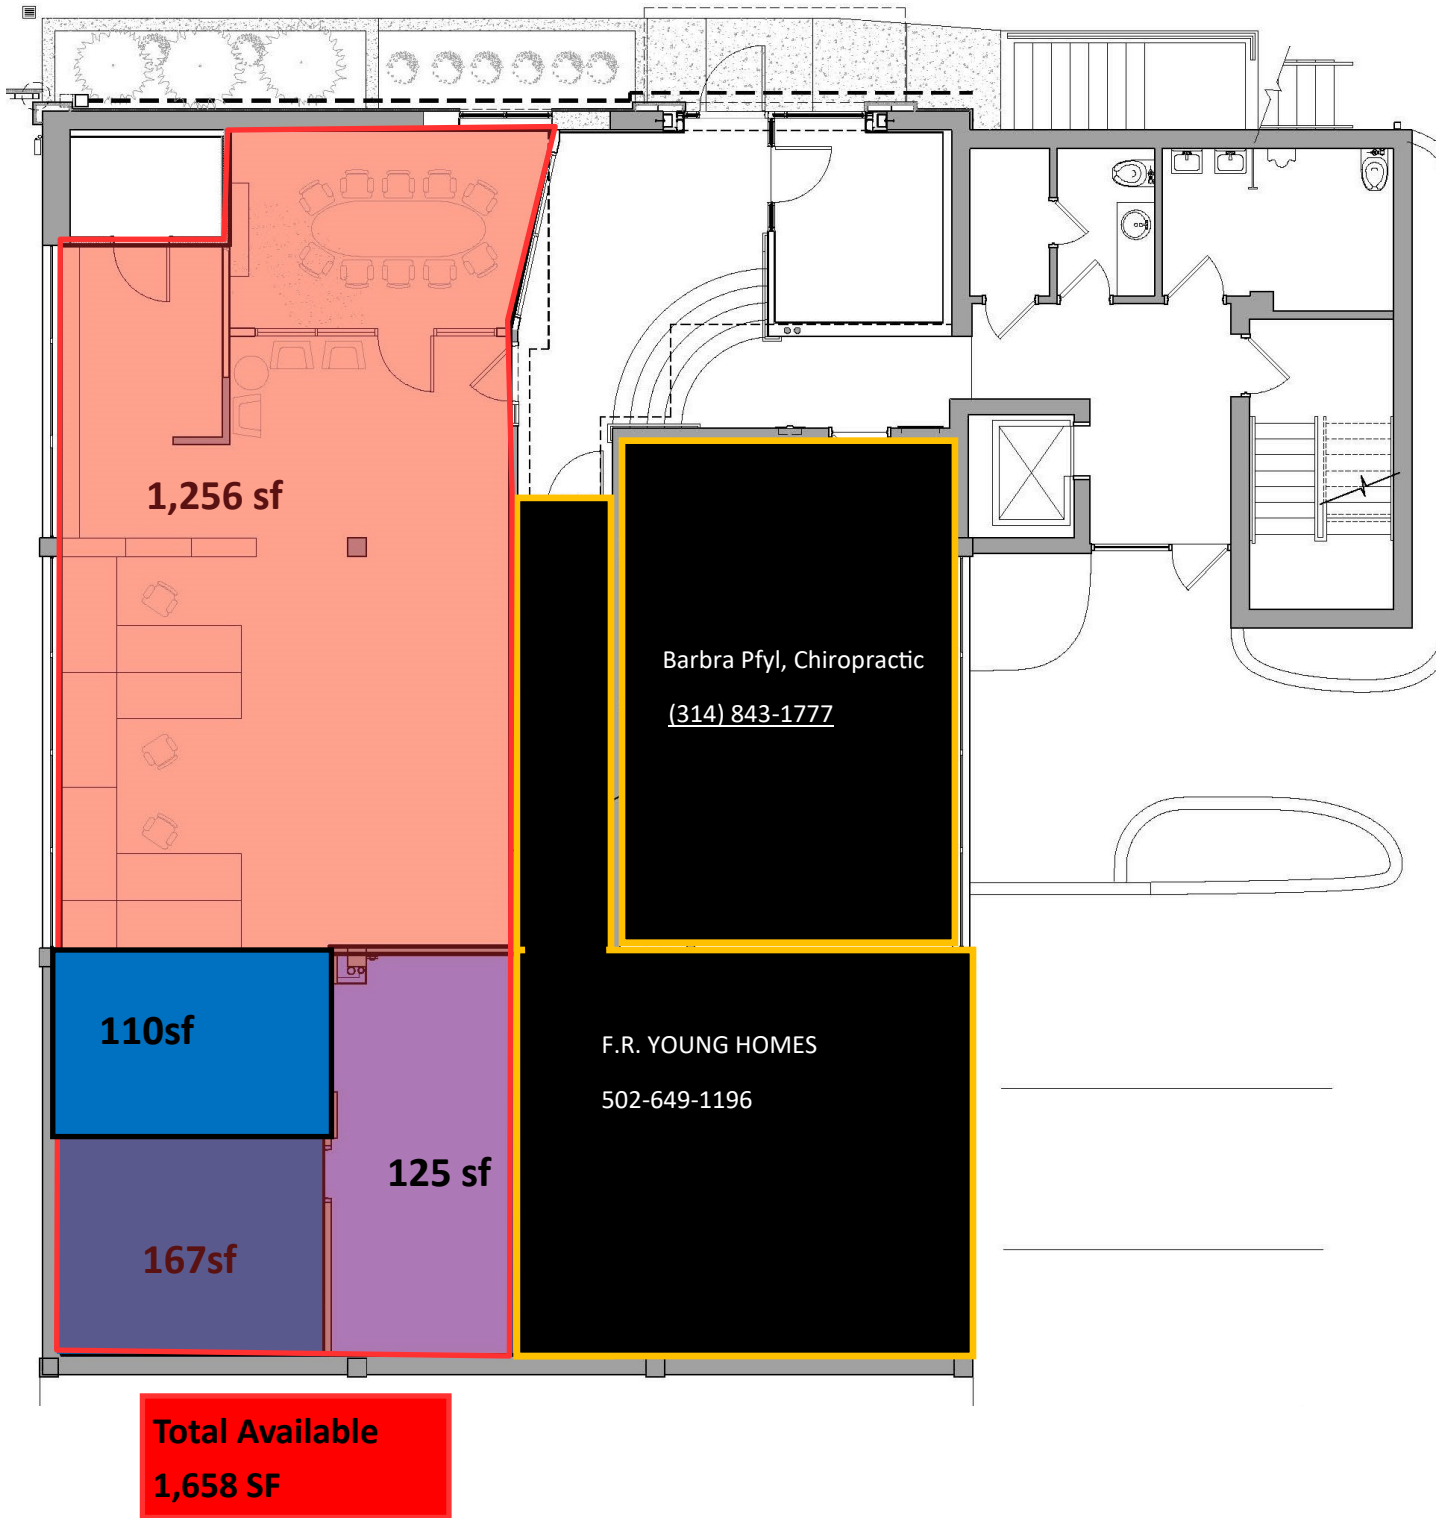 1,256 sf
Barbra Pfyl, Chiropractic
(314) 843-1777
110sf
F.R. YOUNG HOMES
502-649-1196
125 sf
167sf
Total Available
1,658 SF